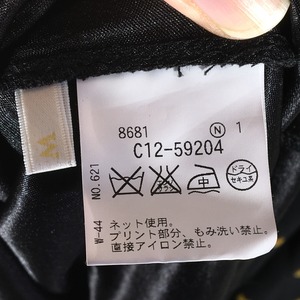 M
8681 Ⓝ 1
C12-59204
ドライ
セキユ系
W-44 NO.621
ネット使用。
プリント部分、もみ洗い禁止。
直接アイロン禁止。